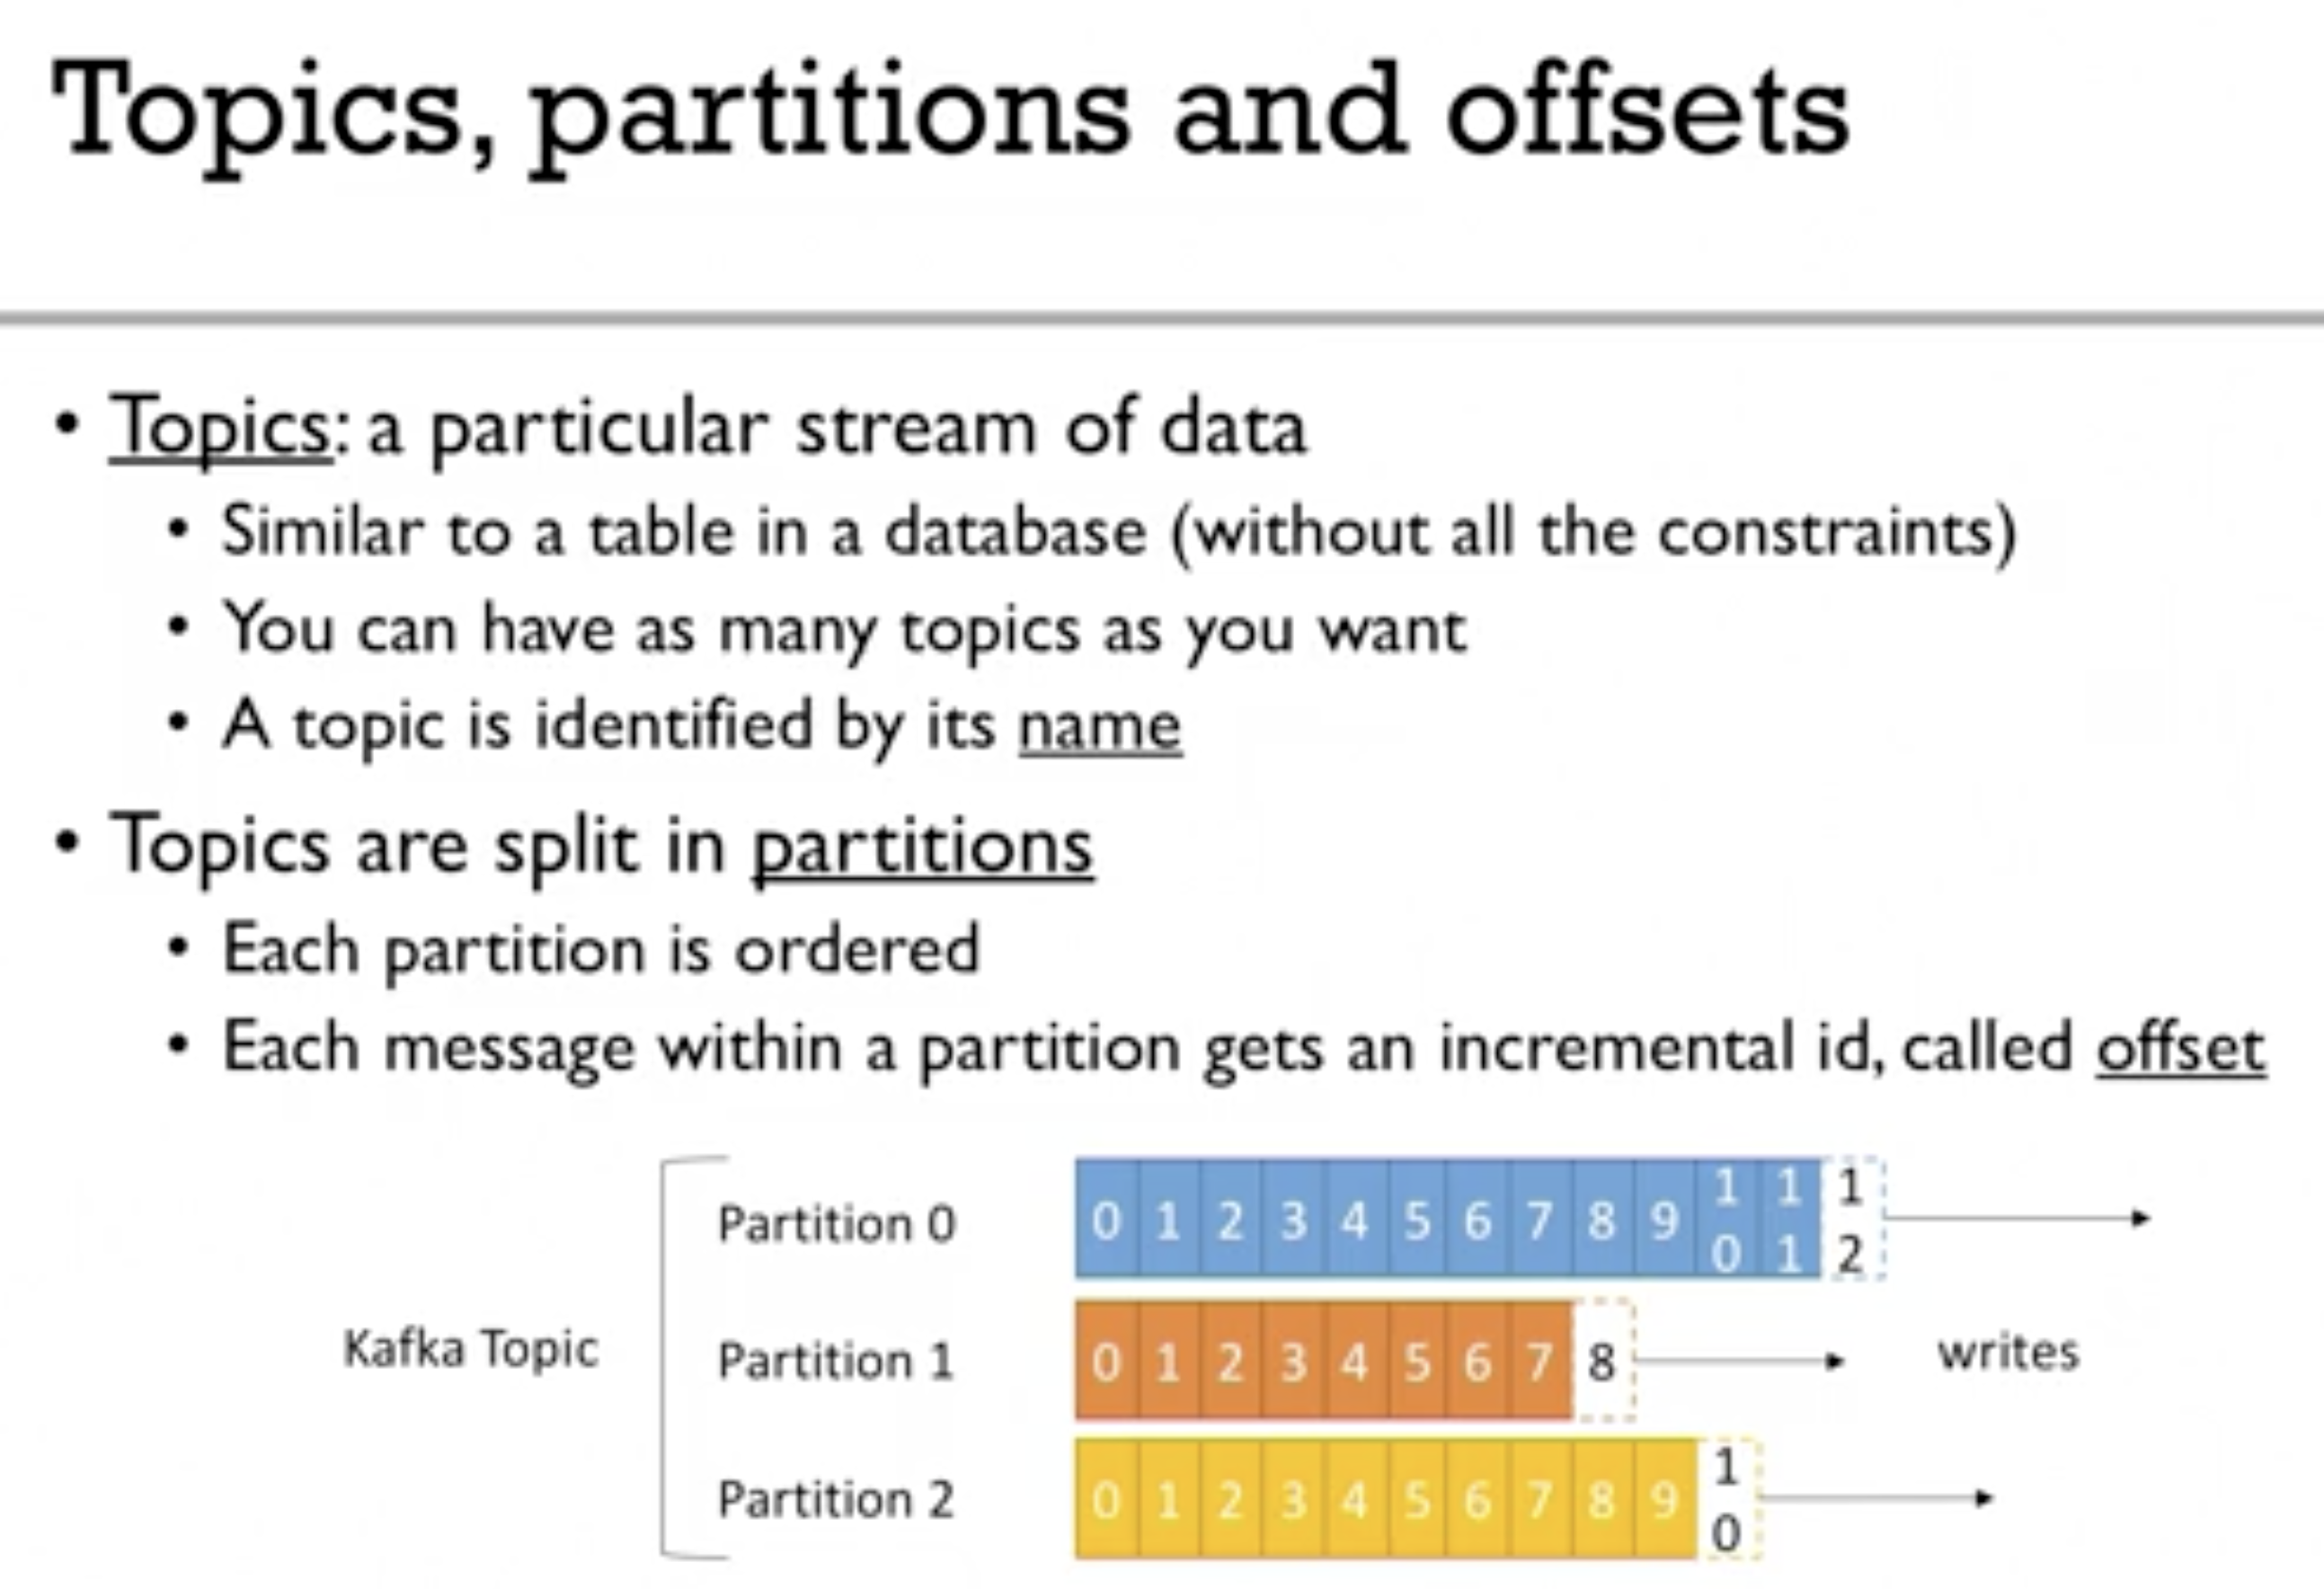 Topics, partitions and offsets
• Topics: a particular stream of data
• Similar to a table in a database (without all the constraints)
• You can have as many topics as you want
• A topic is identified by its name
• Topics are split in partitions
• Each partition is ordered
• Each message within a partition gets an incremental id, called offset
Kafka Topic
Partition 0
0 1 2 3 4 5 6 7 8 9 10 11 12
Partition 1
0 1 2 3 4 5 6 7 8
writes
Partition 2
0 1 2 3 4 5 6 7 8 9 10